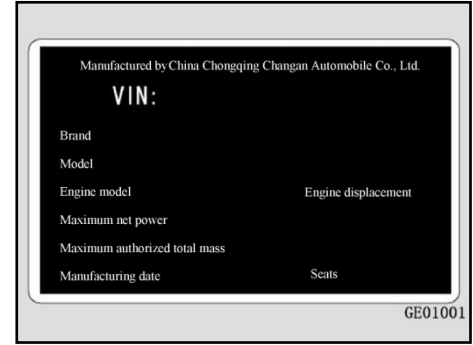 Manufactured by China Chongqing Changan Automobile Co., Ltd.
VIN:
Brand
Model
Engine model Engine displacement
Maximum net power
Maximum authorized total mass
Manufacturing date Seats
GE01001